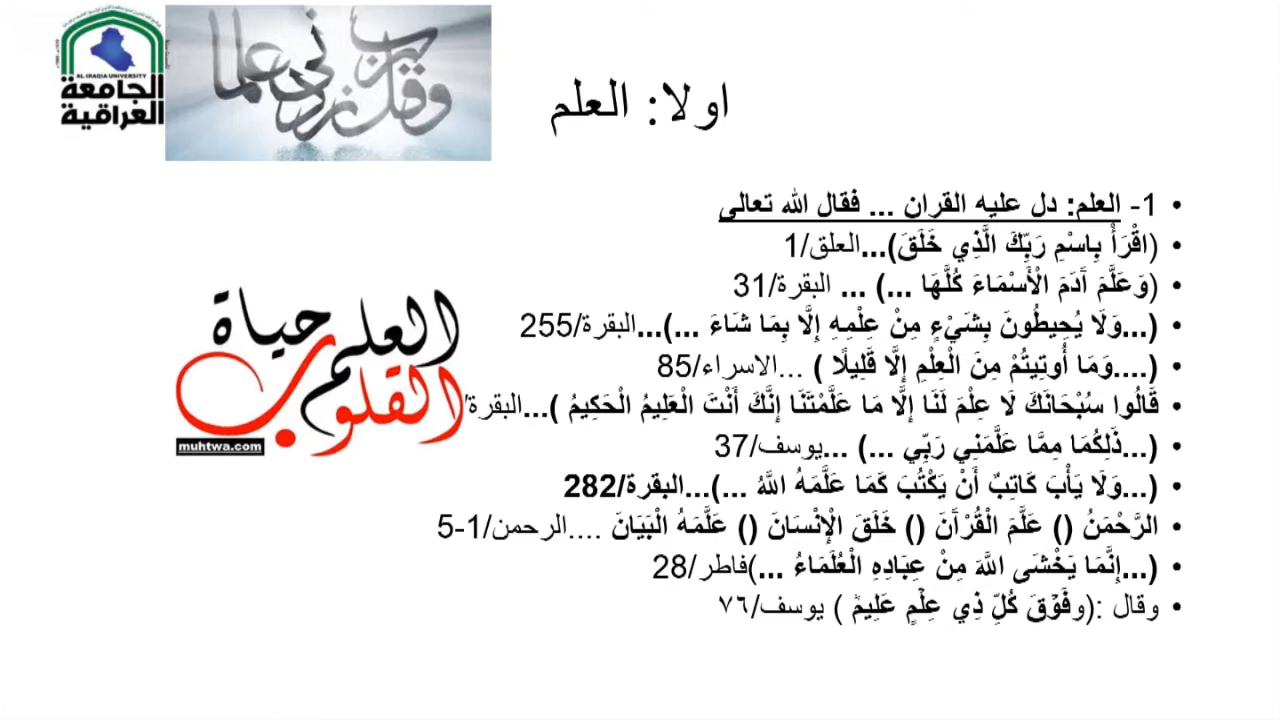 AL-IRAQIA UNIVERSITY
الجامعة
العراقية
وقل رب زدني علما
اولا: العلم
• 1- العلم: دل عليه القران ... فقال الله تعالى
• (اقْرَأْ بِاسْمِ رَبِّكَ الَّذِي خَلَقَ)...العلق/1
• (وَعَلَّمَ آدَمَ الْأَسْمَاءَ كُلَّهَا ...) ... البقرة/31
• (...وَلَا يُحِيطُونَ بِشَيْءٍ مِنْ عِلْمِهِ إِلَّا بِمَا شَاءَ ...)...البقرة/255
• (....وَمَا أُوتِيتُمْ مِنَ الْعِلْمِ إِلَّا قَلِيلًا ) ...الاسراء/85
• قَالُوا سُبْحَانَكَ لَا عِلْمَ لَنَا إِلَّا مَا عَلَّمْتَنَا إِنَّكَ أَنْتَ الْعَلِيمُ الْحَكِيمُ )...البقرة/
• (...ذَلِكُمَا مِمَّا عَلَّمَنِي رَبِّي ...) ...يوسف/37
• (...وَلَا يَأْبَ كَاتِبٌ أَنْ يَكْتُبَ كَمَا عَلَّمَهُ اللَّهُ ...)...البقرة/282
• الرَّحْمَنُ () عَلَّمَ الْقُرْآنَ () خَلَقَ الْإِنْسَانَ () عَلَّمَهُ الْبَيَانَ ....الرحمن/1-5
• (...إِنَّمَا يَخْشَى اللَّهَ مِنْ عِبَادِهِ الْعُلَمَاءُ ...)فاطر/28
• وقال :(وفَوْقَ كُلِّ ذِي عِلْمٍ عَلِيمٌ ) يوسف/٧٦
العلم حياة
القلوب
muhtwa.com